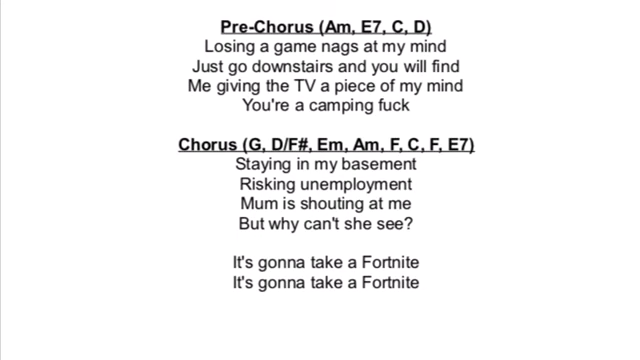 Pre-Chorus (Am, E7, C, D)
Losing a game nags at my mind
Just go downstairs and you will find
Me giving the TV a piece of my mind
You're a camping fuck
Chorus (G, D/F#, Em, Am, F, C, F, E7)
Staying in my basement
Risking unemployment
Mum is shouting at me
But why can't she see?
It's gonna take a Fortnite
It's gonna take a Fortnite